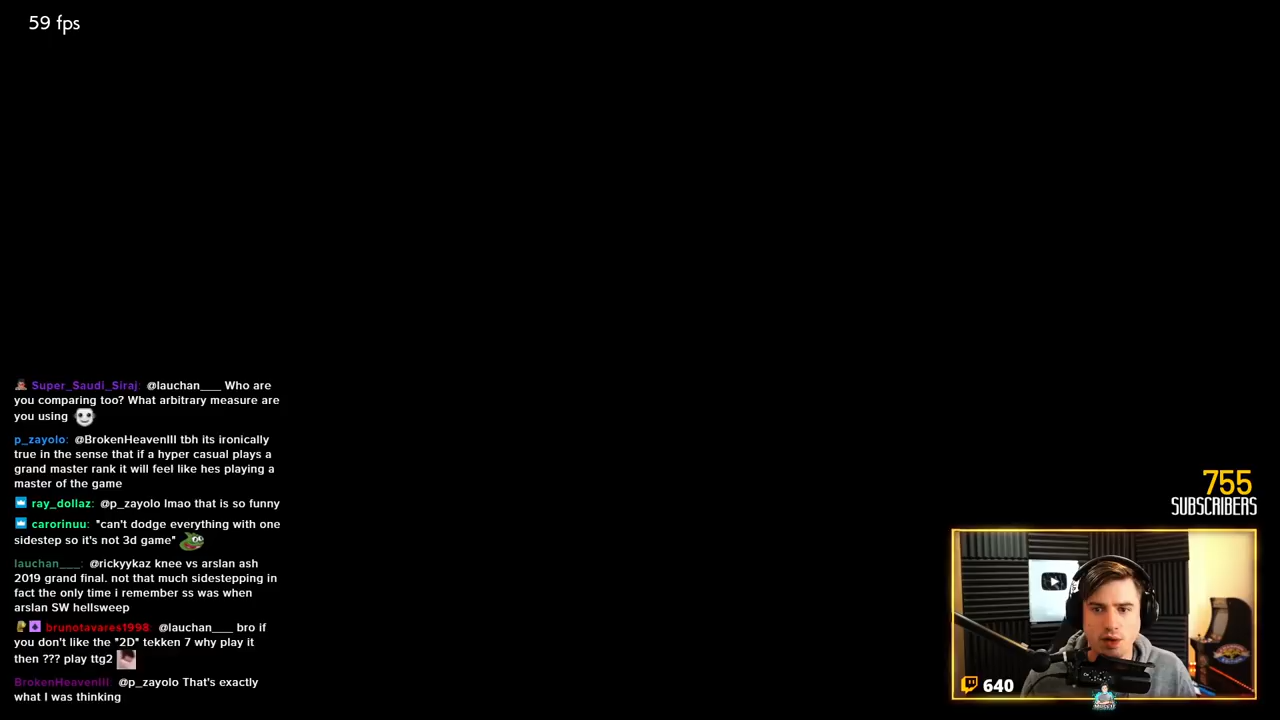 59 fps
Super_Saudi_Siraj: @lauchan___ Who are
you comparing too? What arbitrary measure are
you using
p_zayolo: @BrokenHeavenIII tbh its ironically
true in the sense that if a hyper casual plays a
grand master rank it will feel like hes playing a
master of the game
ray_dollaz: @p_zayolo lmao that is so funny
carorinuu: "can't dodge everything with one
sidestep so it's not 3d game"
lauchan___: @rickyykaz knee vs arslan ash
2019 grand final. not that much sidestepping in
fact the only time i remember ss was when
arslan SW hellsweep
brunotavares1998: @lauchan___ bro if
you don't like the "2D" tekken 7 why play it
then ??? play ttg2
BrokenHeavenIII: @p_zayolo That's exactly
what I was thinking
755
SUBSCRIBERS
640